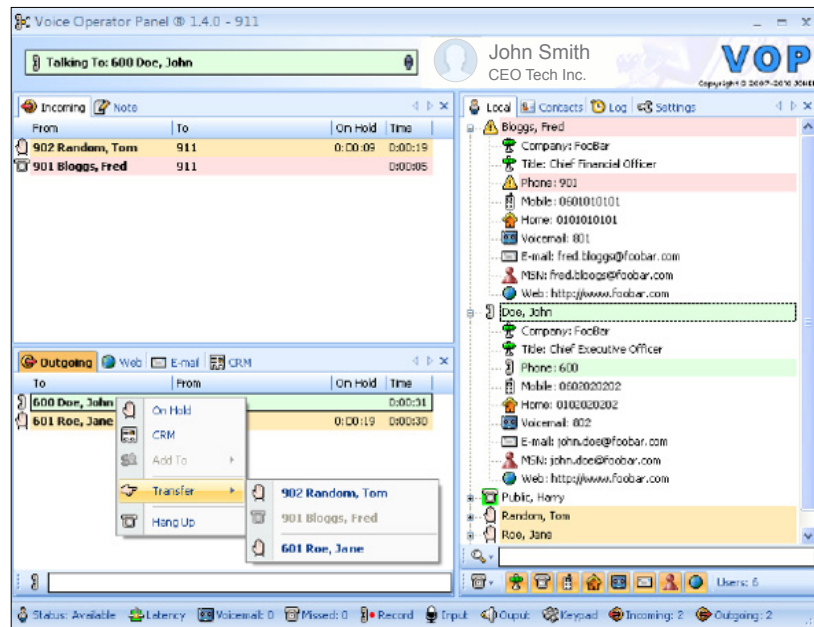 Voice Operator Panel ® 1.4.0 - 911
Talking To: 600 Doe, John
John Smith
CEO Tech Inc.
VOP
Incoming Note
From To On Hold Time
902 Random, Tom 911 0:00:09 0:00:19
901 Bloggs, Fred 911 0:00:05
Outgoing Web E-mail CRM
To From On Hold Time
600 Doe, John 0:00:31
601 Roe, Jane 0:00:19 0:00:30
On Hold
CRM
Add To
Transfer
Hang Up
902 Random, Tom
901 Bloggs, Fred
601 Roe, Jane
Local Contacts Log Settings
Bloggs, Fred
Company: FooBar
Title: Chief Financial Officer
Phone: 901
Mobile: 0601010101
Home: 0101010101
Voicemail: 801
E-mail: fred.bloggs@foobar.com
MSN: fred.bloogs@foobar.com
Web: http://www.foobar.com
Doe, John
Company: FooBar
Title: Chief Executive Officer
Phone: 600
Mobile: 0602020202
Home: 0102020202
Voicemail: 802
E-mail: john.doe@foobar.com
MSN: john.doe@foobar.com
Web: http://www.foobar.com
Public, Harry
Random, Tom
Roe, Jane
Users: 6
Status: Available Latency Voicemail: 0 Missed: 0 Record Input Ouput Keypad Incoming: 2 Outgoing: 2